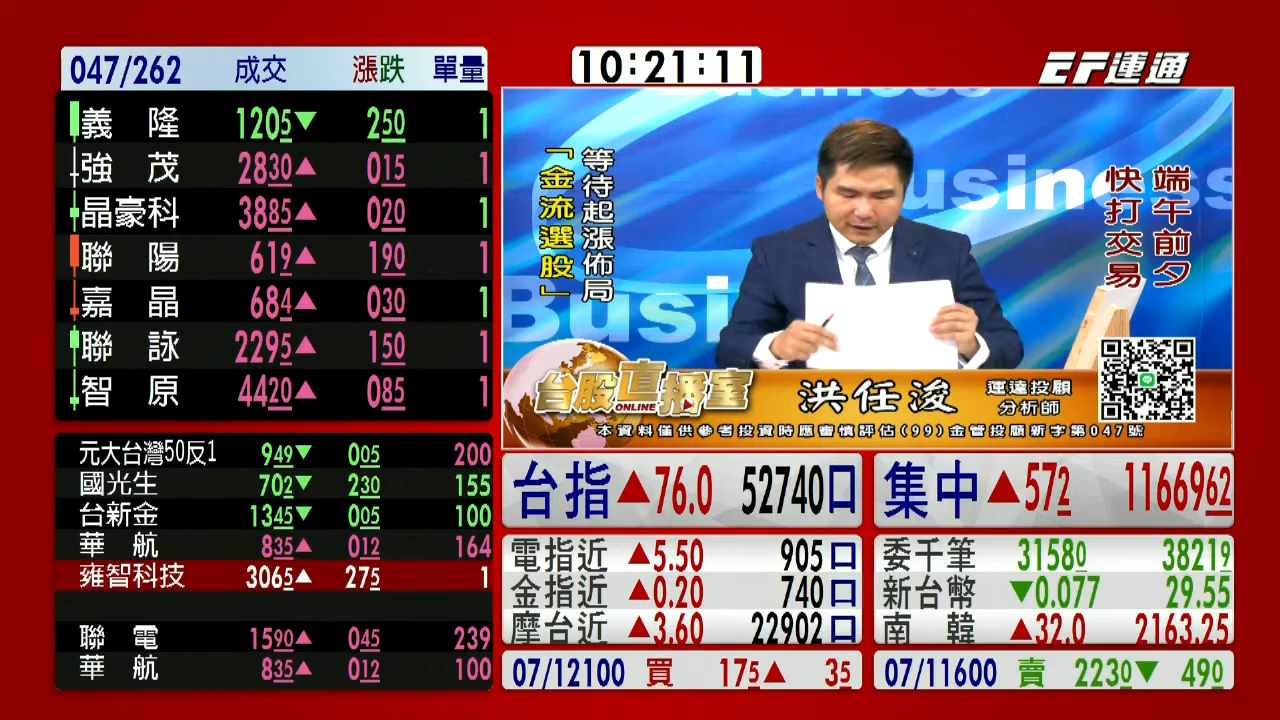 047/262 成交 漲跌 單量
義隆 1205▼ 250 1
強茂 2830▲ 015 1
晶豪科 3885▲ 020 1
聯陽 619▲ 190 1
嘉晶 684▲ 030 1
聯詠 2295▲ 150 1
智原 4420▲ 085 1
元大台灣50反1 949▼ 005 200
國光生 702▼ 230 155
台新金 1345▼ 005 100
華航 835▲ 012 164
雍智科技 3065▲ 275 1
聯電 1590▲ 045 239
華航 835▲ 012 100
10:21:11
EF運通
等待起漲佈局
「金流選股」
端午前夕
快打交易
Business
usiness
Busi
台股直播室
ONLINE
洪任浚
運達投顧
分析師
本資料僅供參考投資時應審慎評估(99)金管投顧新字第047號
台指▲76.0 52740口
集中▲572 1166962
電指近 ▲5.50 905口
金指近 ▲0.20 740口
摩台近 ▲3.60 22902口
委千筆 31580 38219
新台幣 ▼0.077 29.55
南韓 ▲32.0 2163.25
07/12100 買 175▲ 35
07/11600 賣 2230▼ 490